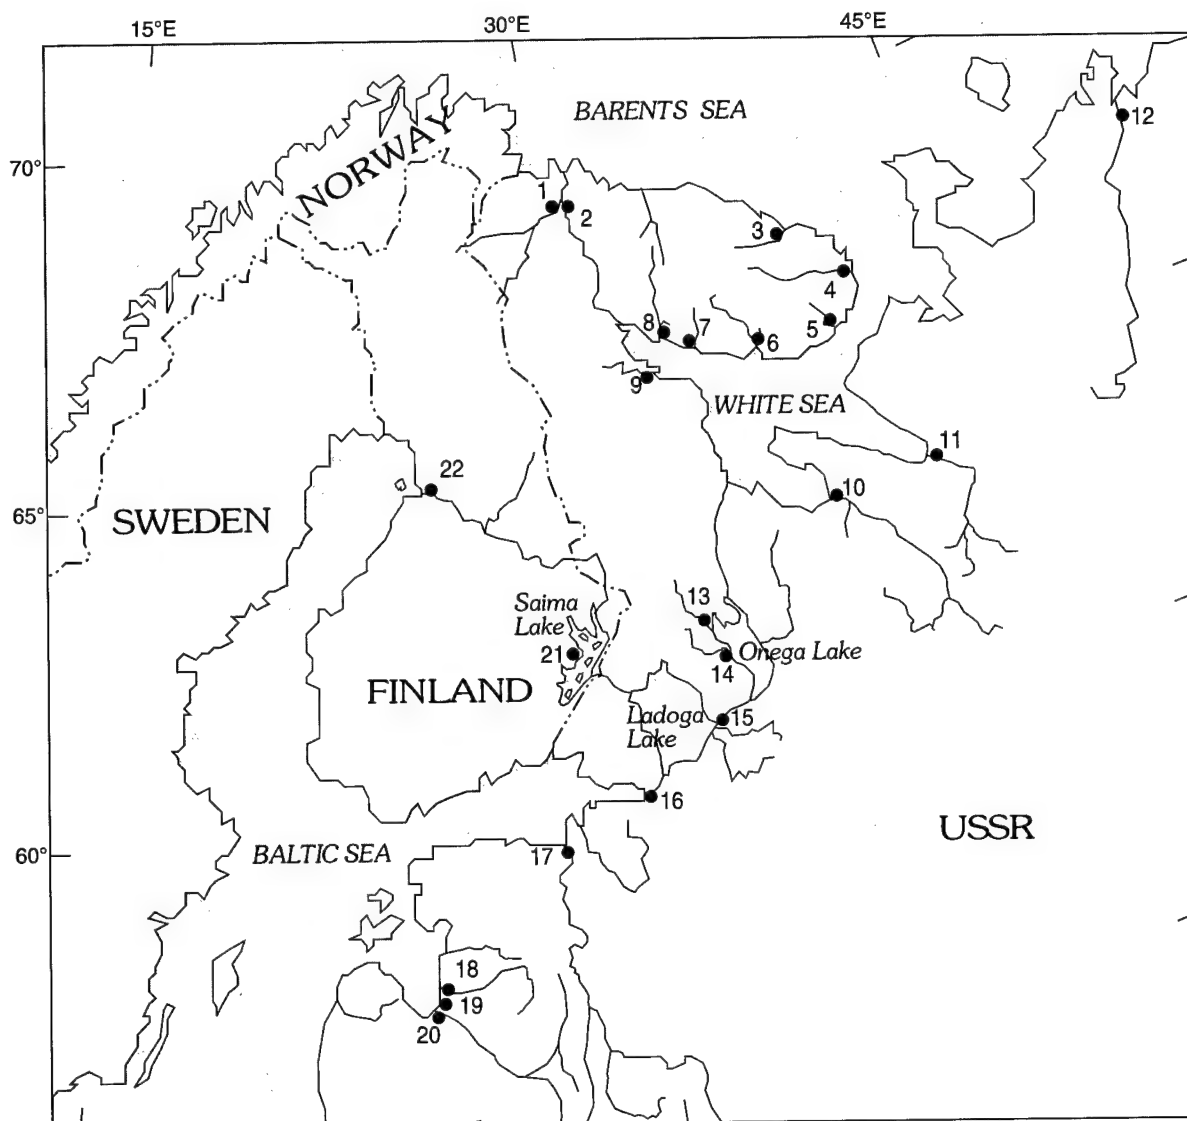 15°E 30°E 45°E
BARENTS SEA
12
NORWAY
70°
1 2
3
4
5
8 7 6
9
WHITE SEA
11
22
10
65°
SWEDEN
Saima
Lake
13
21
14
Onega Lake
FINLAND
Ladoga
Lake
15
16
USSR
60°
BALTIC SEA
17
18
19
20